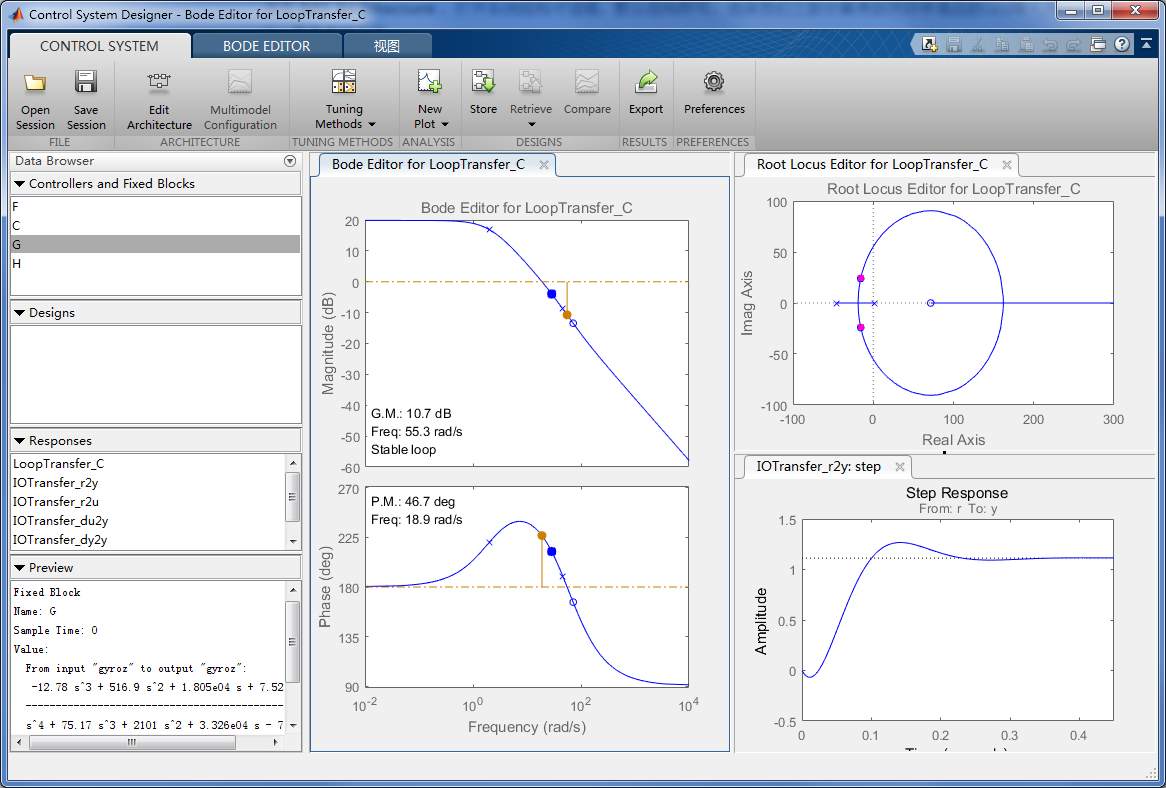 Control System Designer - Bode Editor for LoopTransfer_C
CONTROL SYSTEM
BODE EDITOR
视图
Open Session
Save Session
Edit Architecture
Multimodel Configuration
Tuning Methods
New Plot
Store
Retrieve
Compare
Export
Preferences
FILE
ARCHITECTURE
TUNING METHODS
ANALYSIS
DESIGNS
RESULTS
PREFERENCES
Data Browser
Controllers and Fixed Blocks
F
C
G
H
Designs
Responses
LoopTransfer_C
IOTransfer_r2y
IOTransfer_r2u
IOTransfer_du2y
IOTransfer_dy2y
Preview
Fixed Block
Name: G
Sample Time: 0
Value:
From input "gyroz" to output "gyroz":
-12.78 s^3 + 516.9 s^2 + 1.805e04 s + 7.52
-------------------------------------------
s^4 + 75.17 s^3 + 2101 s^2 + 3.326e04 s - 7
Bode Editor for LoopTransfer_C
Bode Editor for LoopTransfer_C
Magnitude (dB)
20
10
0
-10
-20
-30
-40
-50
-60
G.M.: 10.7 dB
Freq: 55.3 rad/s
Stable loop
Phase (deg)
270
225
180
135
90
P.M.: 46.7 deg
Freq: 18.9 rad/s
10^-2
10^0
10^2
10^4
Frequency (rad/s)
Root Locus Editor for LoopTransfer_C
Root Locus Editor for LoopTransfer_C
Imag Axis
100
50
0
-50
-100
-100
0
100
200
300
Real Axis
IOTransfer_r2y: step
Step Response
From: r To: y
Amplitude
1.5
1
0.5
0
-0.5
0
0.1
0.2
0.3
0.4